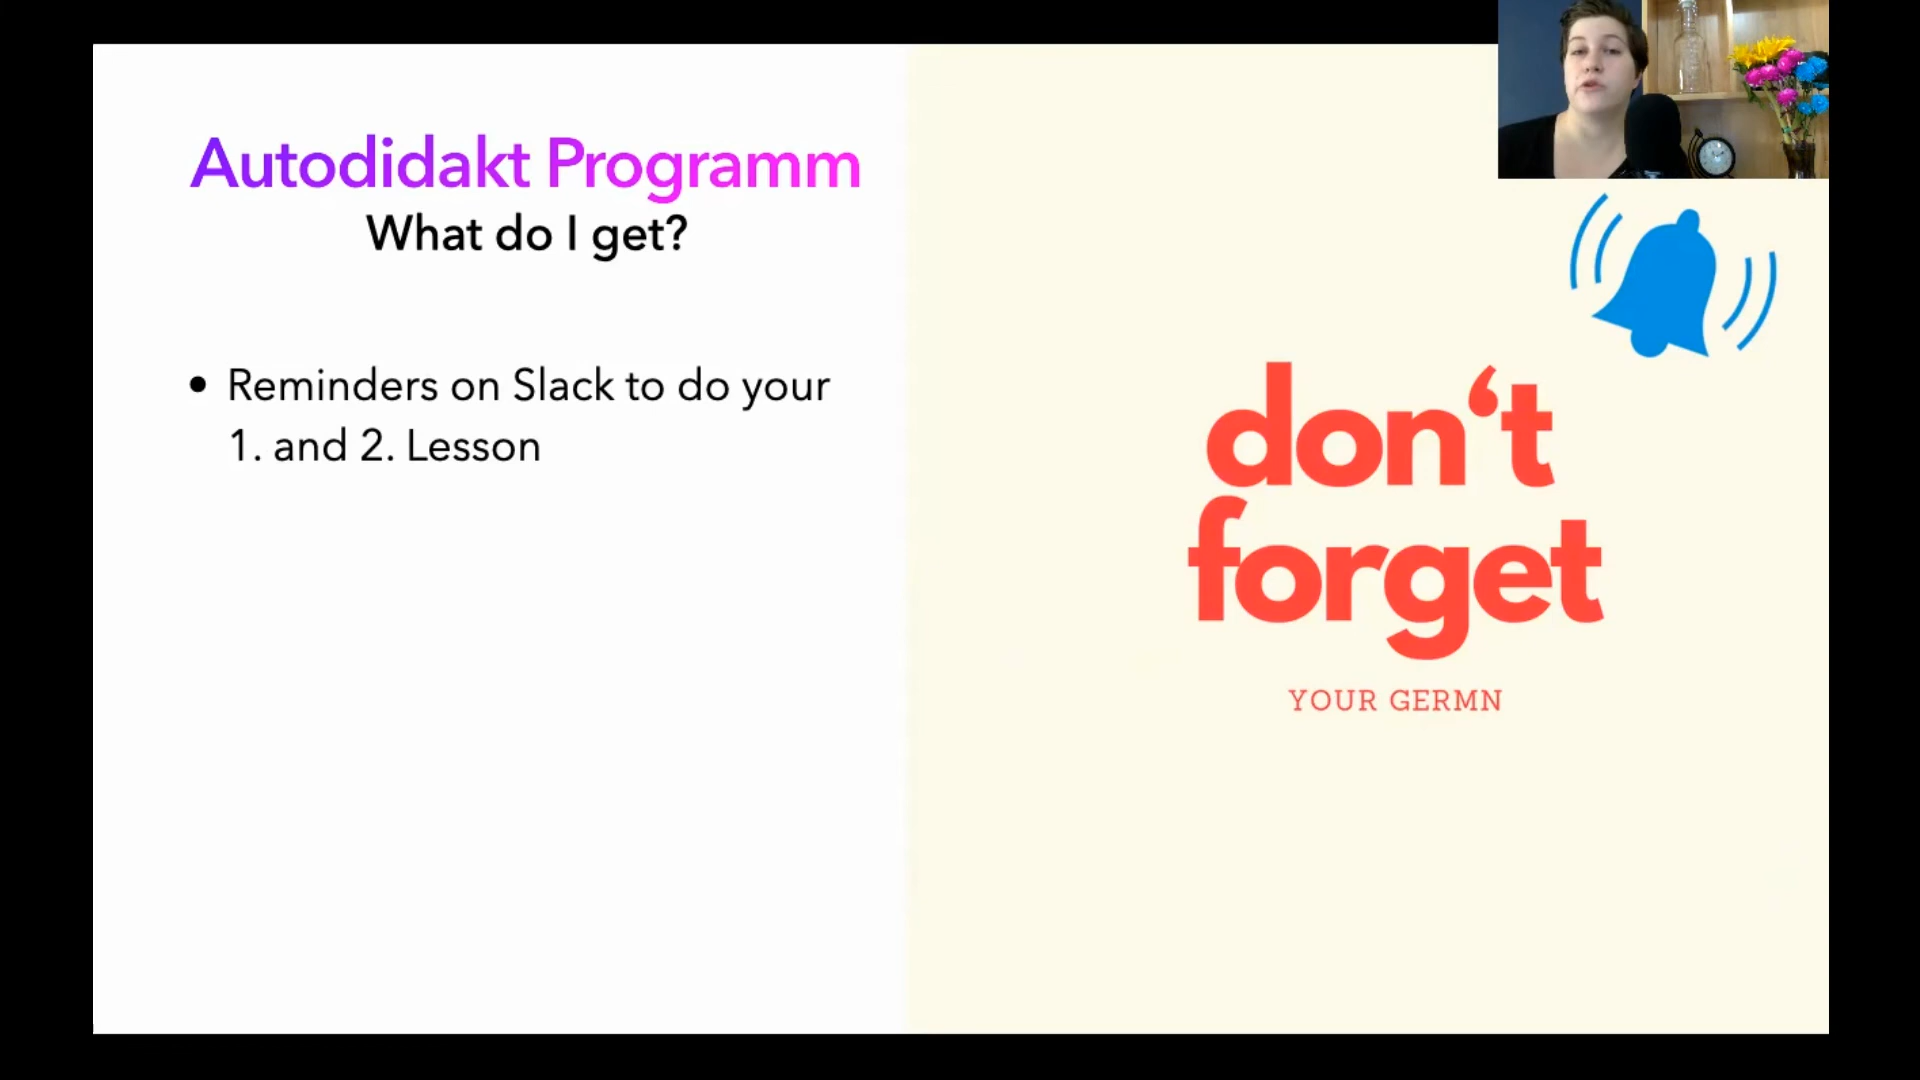 Autodidakt Programm
What do I get?
• Reminders on Slack to do your
1. and 2. Lesson
don‘t
forget
YOUR GERMN